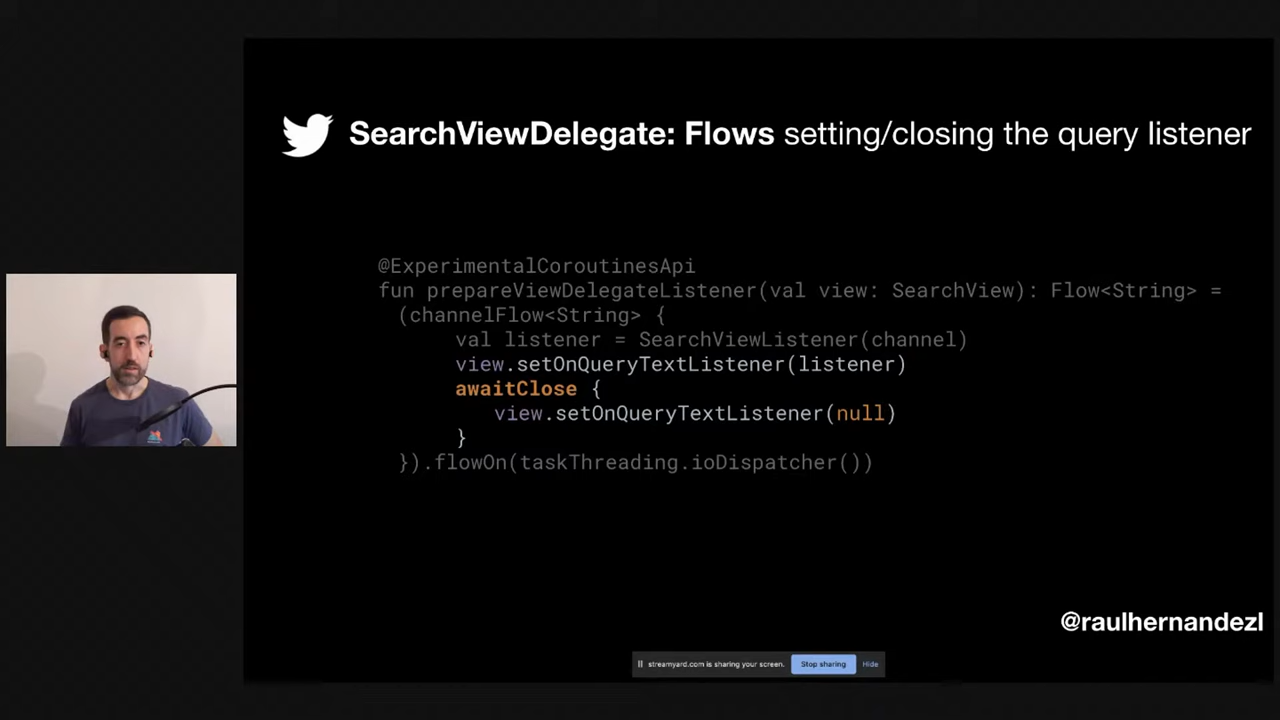 SearchViewDelegate: Flows setting/closing the query listener
@ExperimentalCoroutinesApi
fun prepareViewDelegateListener(val view: SearchView): Flow<String> =
(channelFlow<String> {
val listener = SearchViewListener(channel)
view.setOnQueryTextListener(listener)
awaitClose {
view.setOnQueryTextListener(null)
}
}).flowOn(taskThreading.ioDispatcher())
@raulhernandezl
streamyard.com is sharing your screen. Stop sharing Hide